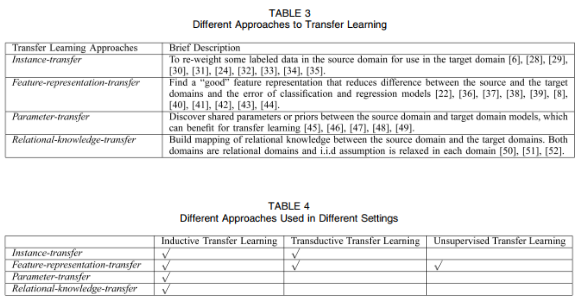 TABLE 3
Different Approaches to Transfer Learning
Transfer Learning Approaches Brief Description
Instance-transfer To re-weight some labeled data in the source domain for use in the target domain [6], [28], [29],
[30], [31], [24], [32], [33], [34], [35].
Feature-representation-transfer Find a “good” feature representation that reduces difference between the source and the target
domains and the error of classification and regression models [22], [36], [37], [38], [39], [8],
[40], [41], [42], [43], [44].
Parameter-transfer Discover shared parameters or priors between the source domain and target domain models, which
can benefit for transfer learning [45], [46], [47], [48], [49].
Relational-knowledge-transfer Build mapping of relational knowledge between the source domain and the target domains. Both
domains are relational domains and i.i.d assumption is relaxed in each domain [50], [51], [52].
TABLE 4
Different Approaches Used in Different Settings
Inductive Transfer Learning Transductive Transfer Learning Unsupervised Transfer Learning
Instance-transfer √ √
Feature-representation-transfer √ √ √
Parameter-transfer √
Relational-knowledge-transfer √